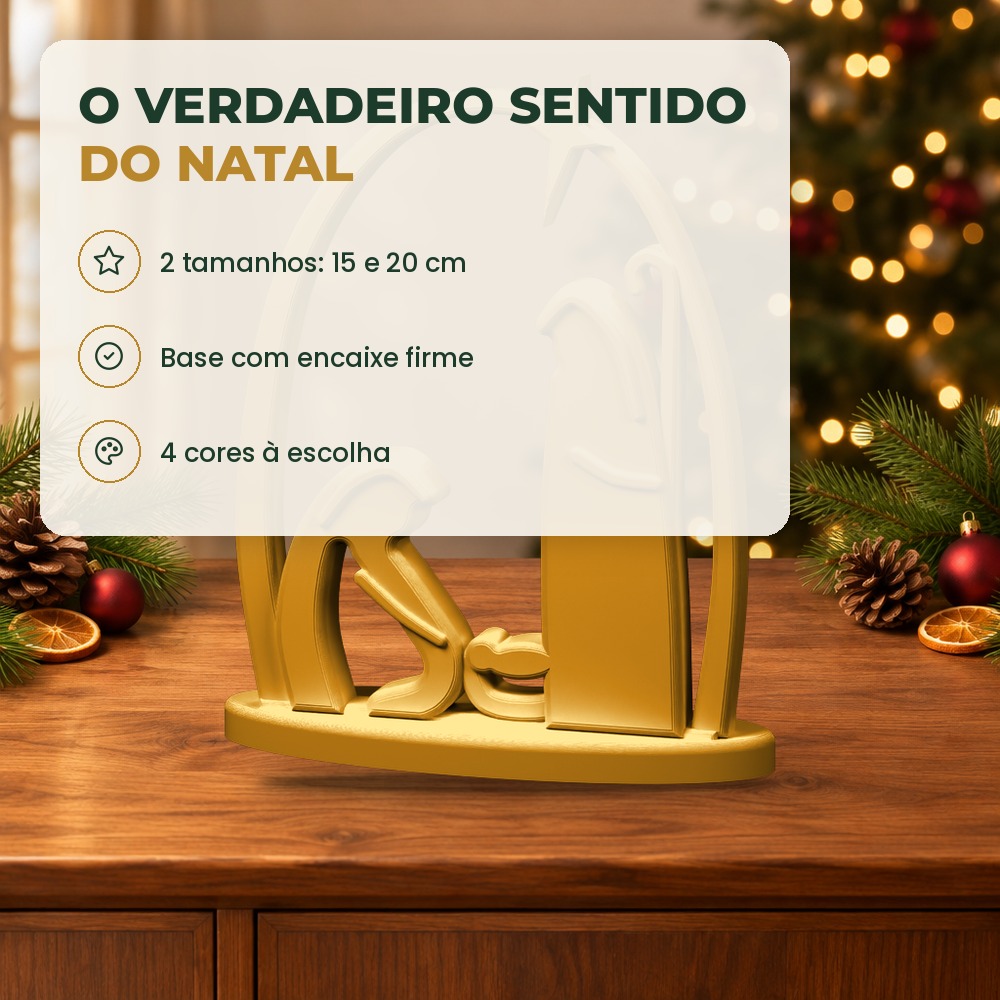 O VERDADEIRO SENTIDO
DO NATAL
2 tamanhos: 15 e 20 cm
Base com encaixe firme
4 cores à escolha